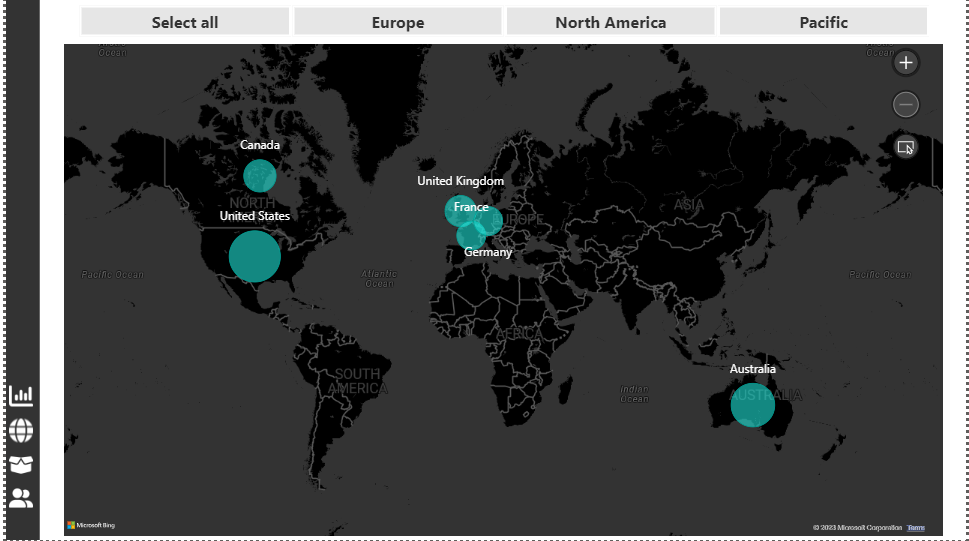 Select all
Europe
North America
Pacific
Ocean
Ocean
Canada
NORTH
United States
United Kingdom
France
EUROPE
Germany
ASIA
Pacific Ocean
Atlantic
Ocean
Pacific Ocean
AFRICA
SOUTH
AMERICA
Indian
Ocean
Australia
AUSTRALIA
Microsoft Bing
© 2023 Microsoft Corporation Terms